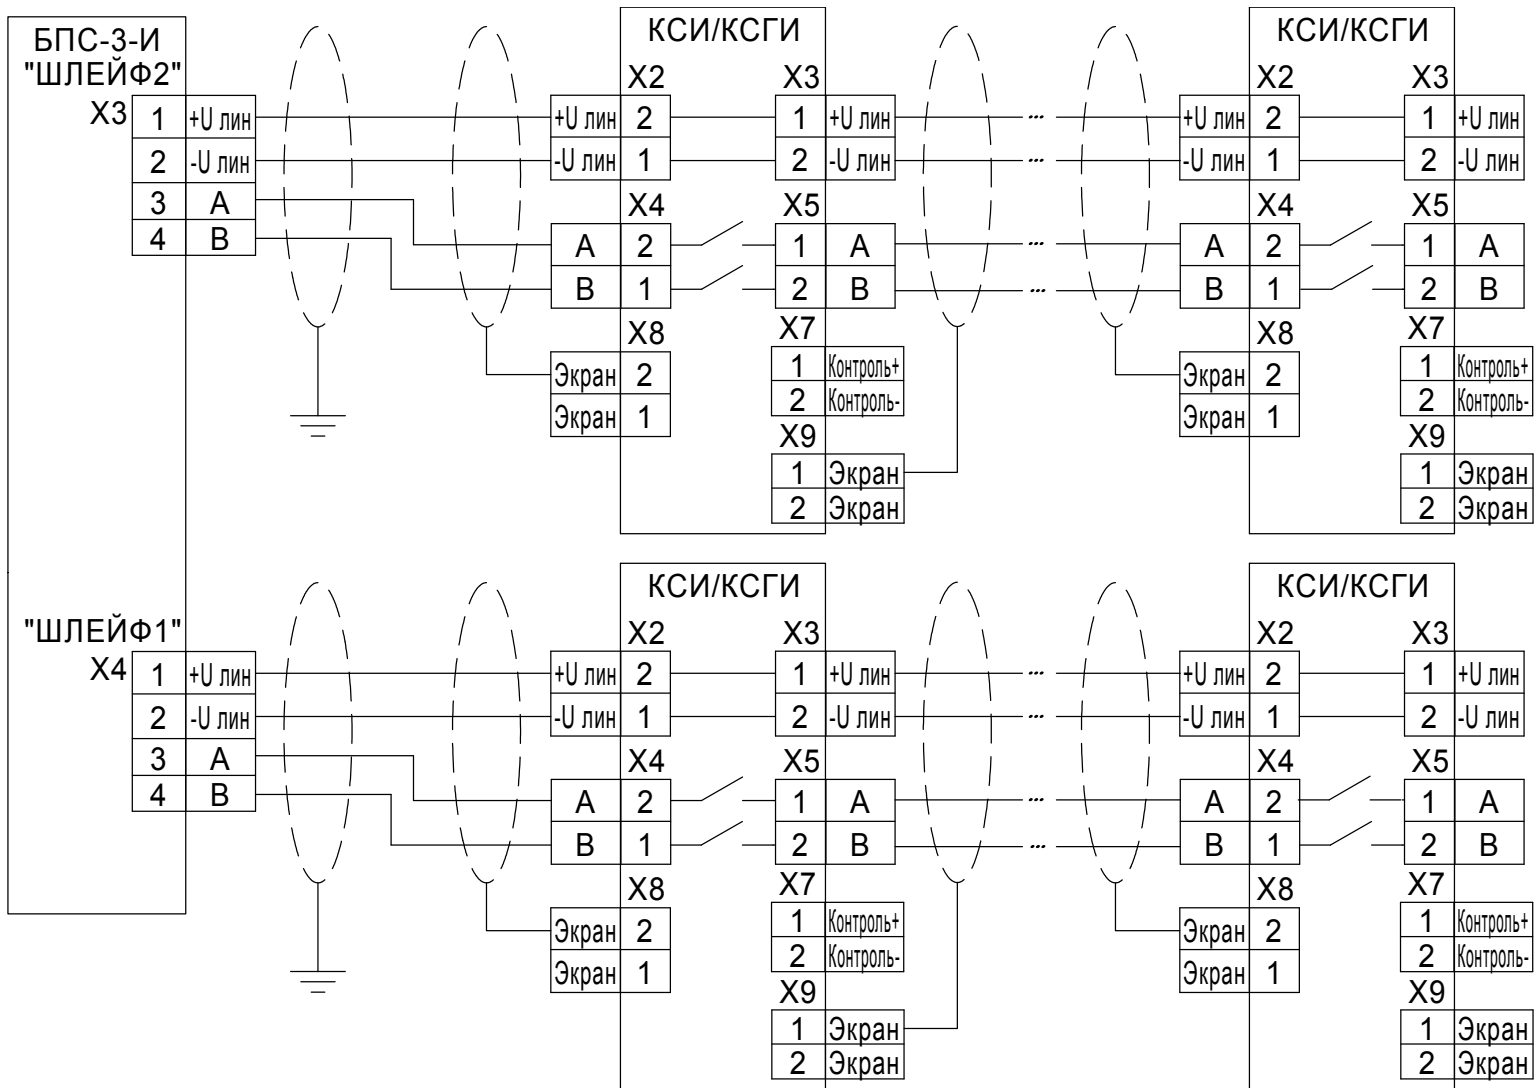 БПС-3-И
"ШЛЕЙФ2"
X3
1 +U лин
2 -U лин
3 A
4 B
КСИ/КСГИ
X2 X3
+U лин 2 1 +U лин
-U лин 1 2 -U лин
X4 X5
A 2 1 A
B 1 2 B
X8 X7
Экран 2 1 Контроль+
Экран 1 2 Контроль-
X9
1 Экран
2 Экран
...
...
...
...
КСИ/КСГИ
X2 X3
+U лин 2 1 +U лин
-U лин 1 2 -U лин
X4 X5
A 2 1 A
B 1 2 B
X8 X7
Экран 2 1 Контроль+
Экран 1 2 Контроль-
X9
1 Экран
2 Экран
"ШЛЕЙФ1"
X4
1 +U лин
2 -U лин
3 A
4 B
КСИ/КСГИ
X2 X3
+U лин 2 1 +U лин
-U лин 1 2 -U лин
X4 X5
A 2 1 A
B 1 2 B
X8 X7
Экран 2 1 Контроль+
Экран 1 2 Контроль-
X9
1 Экран
2 Экран
...
...
...
...
КСИ/КСГИ
X2 X3
+U лин 2 1 +U лин
-U лин 1 2 -U лин
X4 X5
A 2 1 A
B 1 2 B
X8 X7
Экран 2 1 Контроль+
Экран 1 2 Контроль-
X9
1 Экран
2 Экран